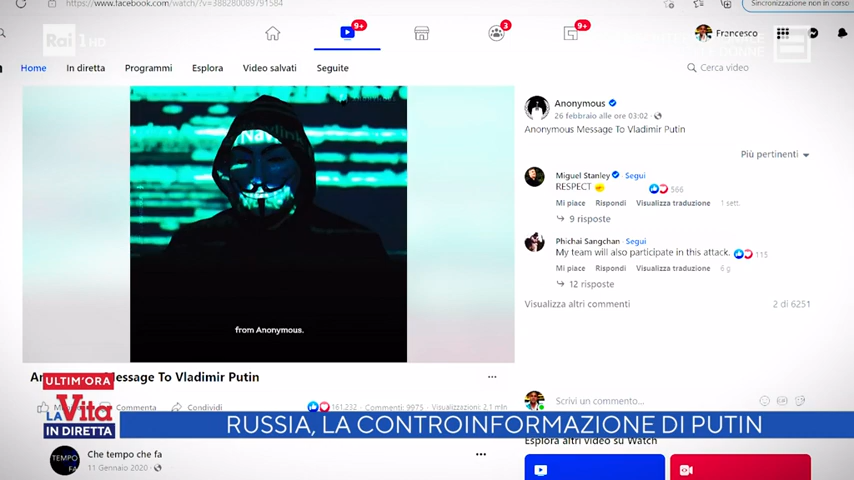 https://www.facebook.com/watch/?v=388280089791584
Sincronizzazione non in corso
Rai 1 HD
9+
3
9+
Francesco
DONNE
Home
In diretta
Programmi
Esplora
Video salvati
Seguite
Cerca video
Anonymous
26 febbraio alle ore 03:02
Anonymous Message To Vladimir Putin
Più pertinenti
Miguel Stanley
Segui
RESPECT
566
Mi piace
Rispondi
Visualizza traduzione
1 sett.
9 risposte
Phichai Sangchan
Segui
My team will also participate in this attack.
115
Mi piace
Rispondi
Visualizza traduzione
6 g
12 risposte
Visualizza altri commenti
2 di 6251
from Anonymous.
Message To Vladimir Putin
Commenta
Condividi
161.232
Commenti: 9975
Visualizzazioni: 2,1 mln
Scrivi un commento...
ULTIM'ORA
LA Vita
IN DIRETTA
RUSSIA, LA CONTROINFORMAZIONE DI PUTIN
Esplora altri video su Watch
Che tempo che fa
11 Gennaio 2020